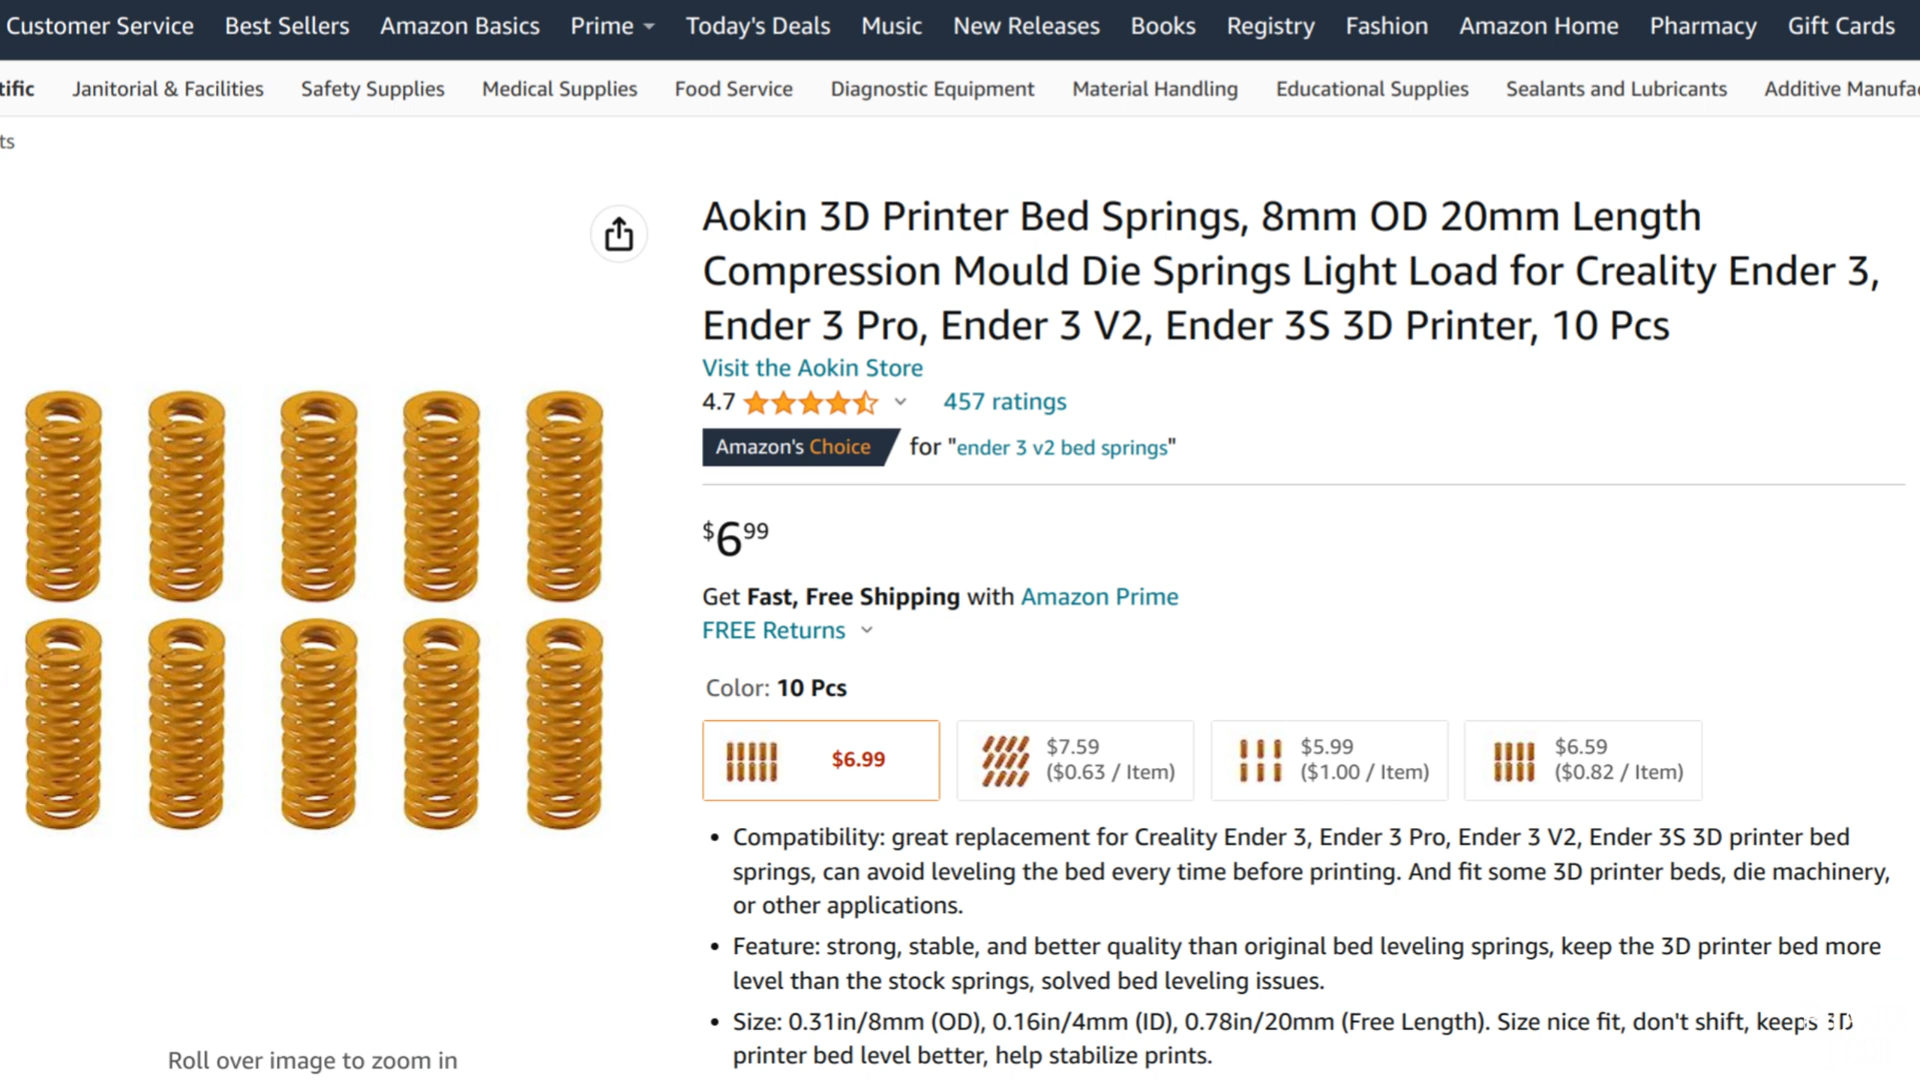 Customer Service Best Sellers Amazon Basics Prime Today's Deals Music New Releases Books Registry Fashion Amazon Home Pharmacy Gift Cards
tific Janitorial & Facilities Safety Supplies Medical Supplies Food Service Diagnostic Equipment Material Handling Educational Supplies Sealants and Lubricants Additive Manufac
ts
Aokin 3D Printer Bed Springs, 8mm OD 20mm Length
Compression Mould Die Springs Light Load for Creality Ender 3,
Ender 3 Pro, Ender 3 V2, Ender 3S 3D Printer, 10 Pcs
Visit the Aokin Store
4.7 457 ratings
Amazon's Choice for "ender 3 v2 bed springs"
$6 99
Get Fast, Free Shipping with Amazon Prime
FREE Returns
Color: 10 Pcs
$6.99 $7.59 ($0.63 / Item) $5.99 ($1.00 / Item) $6.59 ($0.82 / Item)
• Compatibility: great replacement for Creality Ender 3, Ender 3 Pro, Ender 3 V2, Ender 3S 3D printer bed
springs, can avoid leveling the bed every time before printing. And fit some 3D printer beds, die machinery,
or other applications.
• Feature: strong, stable, and better quality than original bed leveling springs, keep the 3D printer bed more
level than the stock springs, solved bed leveling issues.
• Size: 0.31in/8mm (OD), 0.16in/4mm (ID), 0.78in/20mm (Free Length). Size nice fit, don't shift, keeps 3D
printer bed level better, help stabilize prints.
Roll over image to zoom in